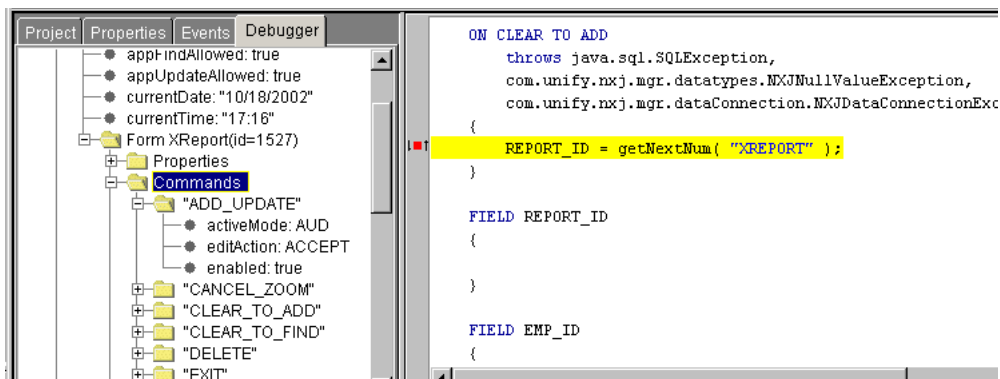 Project Properties Events Debugger
appFindAllowed: true
appUpdateAllowed: true
currentDate: "10/18/2002"
currentTime: "17:16"
Form XReport(id=1527)
Properties
Commands
"ADD_UPDATE"
activeMode: AUD
editAction: ACCEPT
enabled: true
"CANCEL_ZOOM"
"CLEAR_TO_ADD"
"CLEAR_TO_FIND"
"DELETE"
"EXIT"
ON CLEAR TO ADD
throws java.sql.SQLException,
com.unify.nxj.mgr.datatypes.NXJNullValueException,
com.unify.nxj.mgr.dataConnection.NXJDataConnectionExc
{
REPORT_ID = getNextNum( "XREPORT" );
}
FIELD REPORT_ID
{
}
FIELD EMP_ID
{